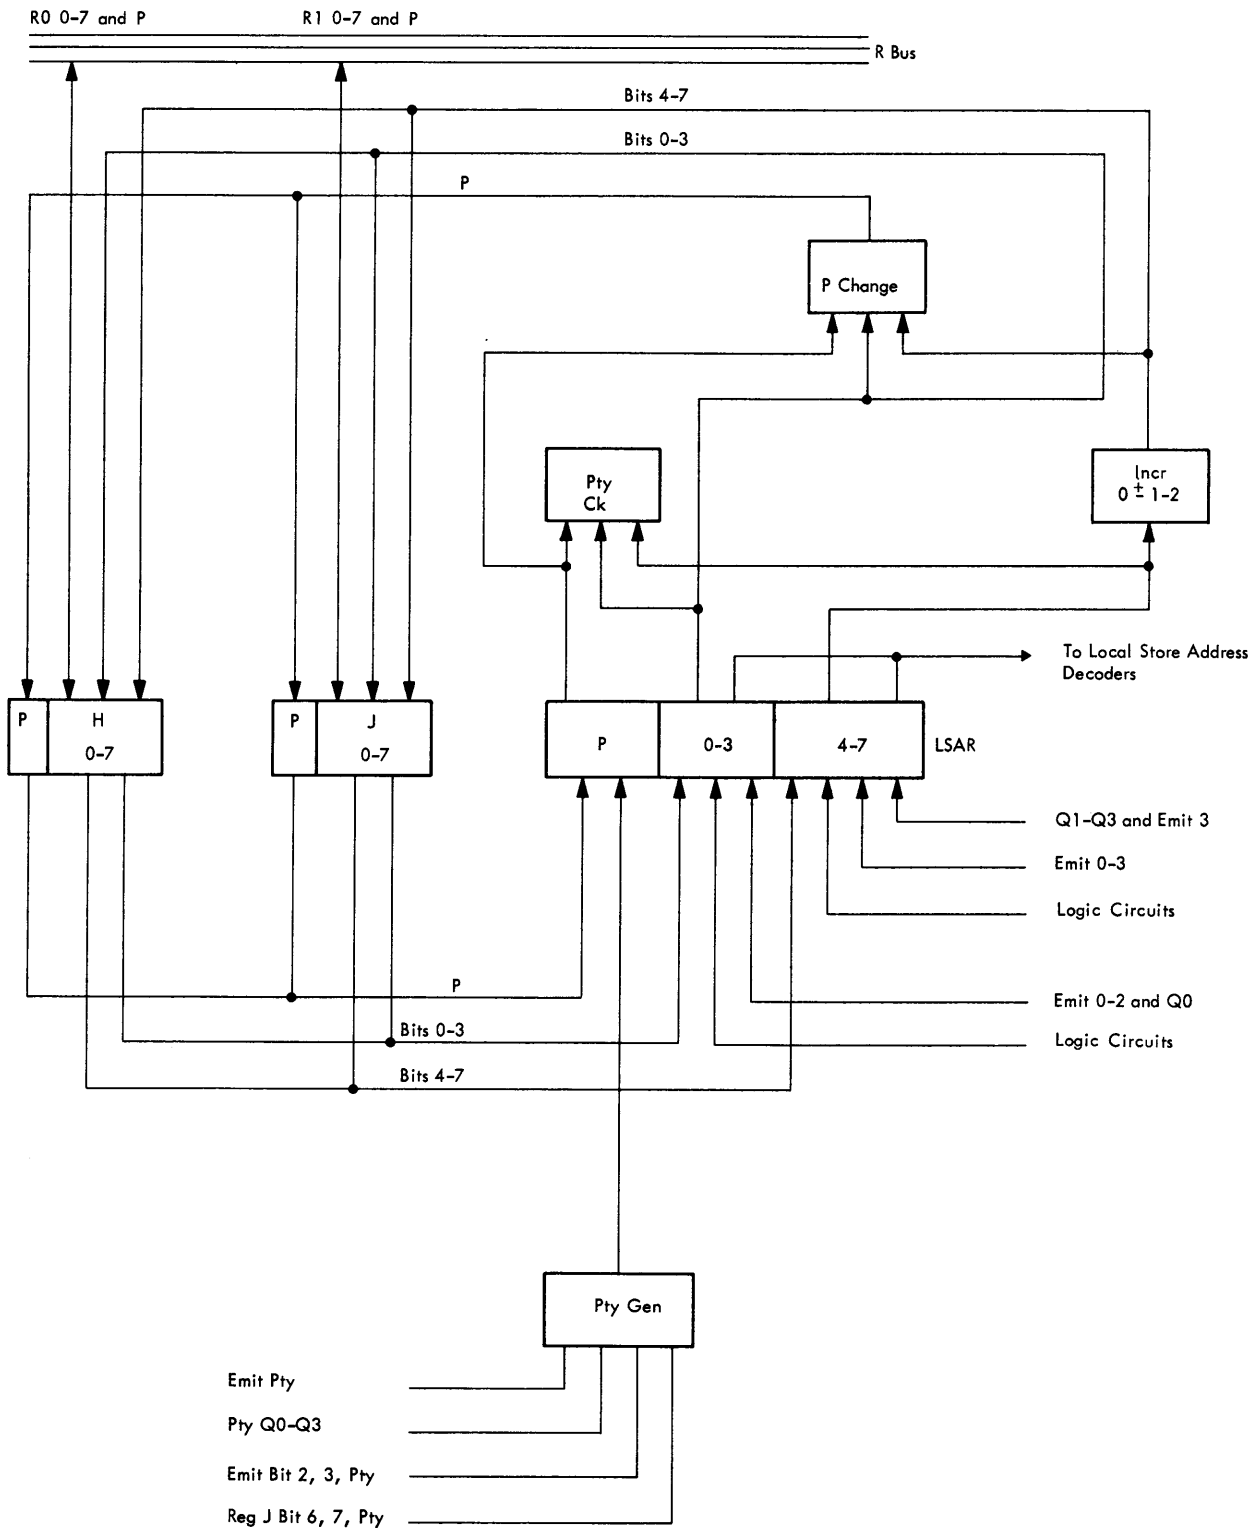 R0 0-7 and P
R1 0-7 and P
R Bus
Bits 4-7
Bits 0-3
P
P Change
Pty
Ck
Incr
0 ± 1-2
To Local Store Address
Decoders
P
H
0-7
P
J
0-7
P
0-3
4-7
LSAR
Q1-Q3 and Emit 3
Emit 0-3
Logic Circuits
P
Emit 0-2 and Q0
Bits 0-3
Logic Circuits
Bits 4-7
Pty Gen
Emit Pty
Pty Q0-Q3
Emit Bit 2, 3, Pty
Reg J Bit 6, 7, Pty